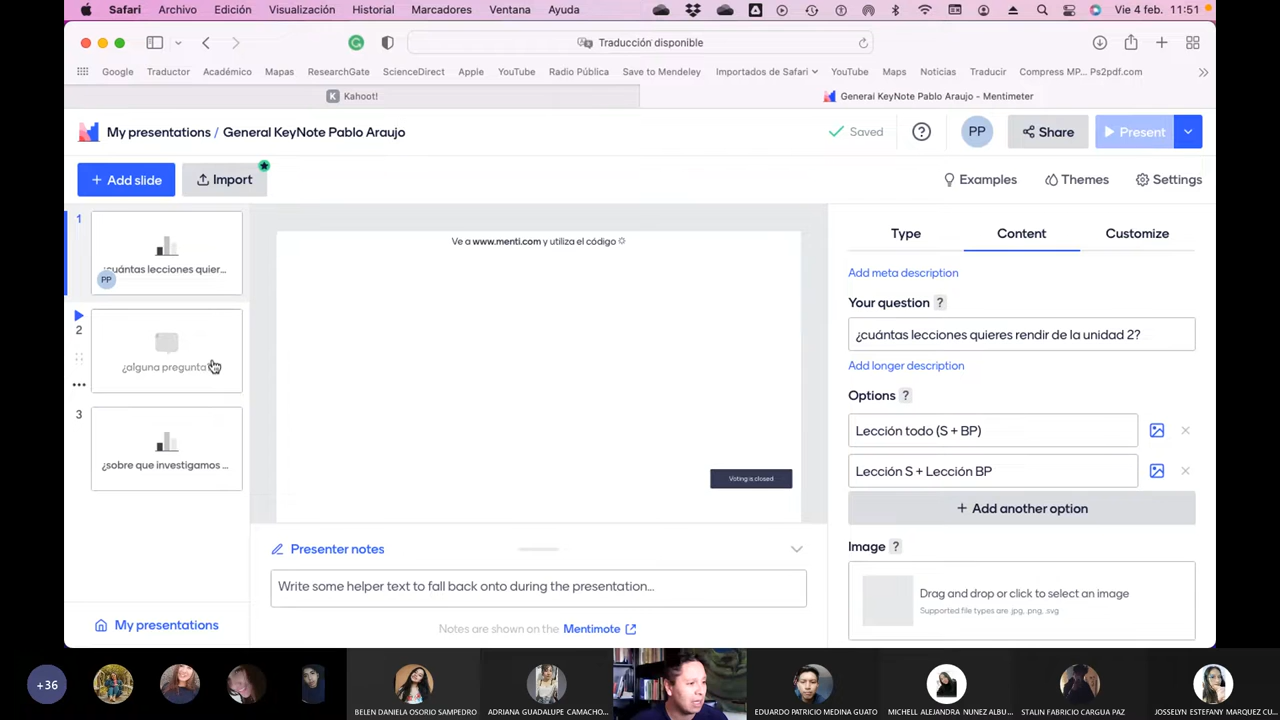 Safari Archivo Edición Visualización Historial Marcadores Ventana Ayuda Vie 4 feb. 11:51
Traducción disponible
Google Traductor Académico Mapas ResearchGate ScienceDirect Apple YouTube Radio Pública Save to Mendeley Importados de Safari YouTube Maps Noticias Traducir Compress MP... Ps2pdf.com
K Kahoot! General KeyNote Pablo Araujo - Mentimeter
My presentations / General KeyNote Pablo Araujo Saved ? PP Share Present
+ Add slide Import Examples Themes Settings
1
¿cuántas lecciones quier...
PP
2
¿alguna pregunta
3
¿sobre que investigamos ...
My presentations
Ve a www.menti.com y utiliza el código
Voting is closed
Presenter notes
Write some helper text to fall back onto during the presentation...
Notes are shown on the Mentimote
Type Content Customize
Add meta description
Your question ?
¿cuántas lecciones quieres rendir de la unidad 2?
Add longer description
Options ?
Lección todo (S + BP)
Lección S + Lección BP
+ Add another option
Image ?
Drag and drop or click to select an image
Supported file types are .jpg, .png, .svg
+36
BELEN DANIELA OSORIO SAMPEDRO
ADRIANA GUADALUPE CAMACHO...
EDUARDO PATRICIO MEDINA GUATO
MICHELL ALEJANDRA NUNEZ ALBU...
STALIN FABRICIO CARGUA PAZ
JOSSELYN ESTEFANY MARQUEZ CU...